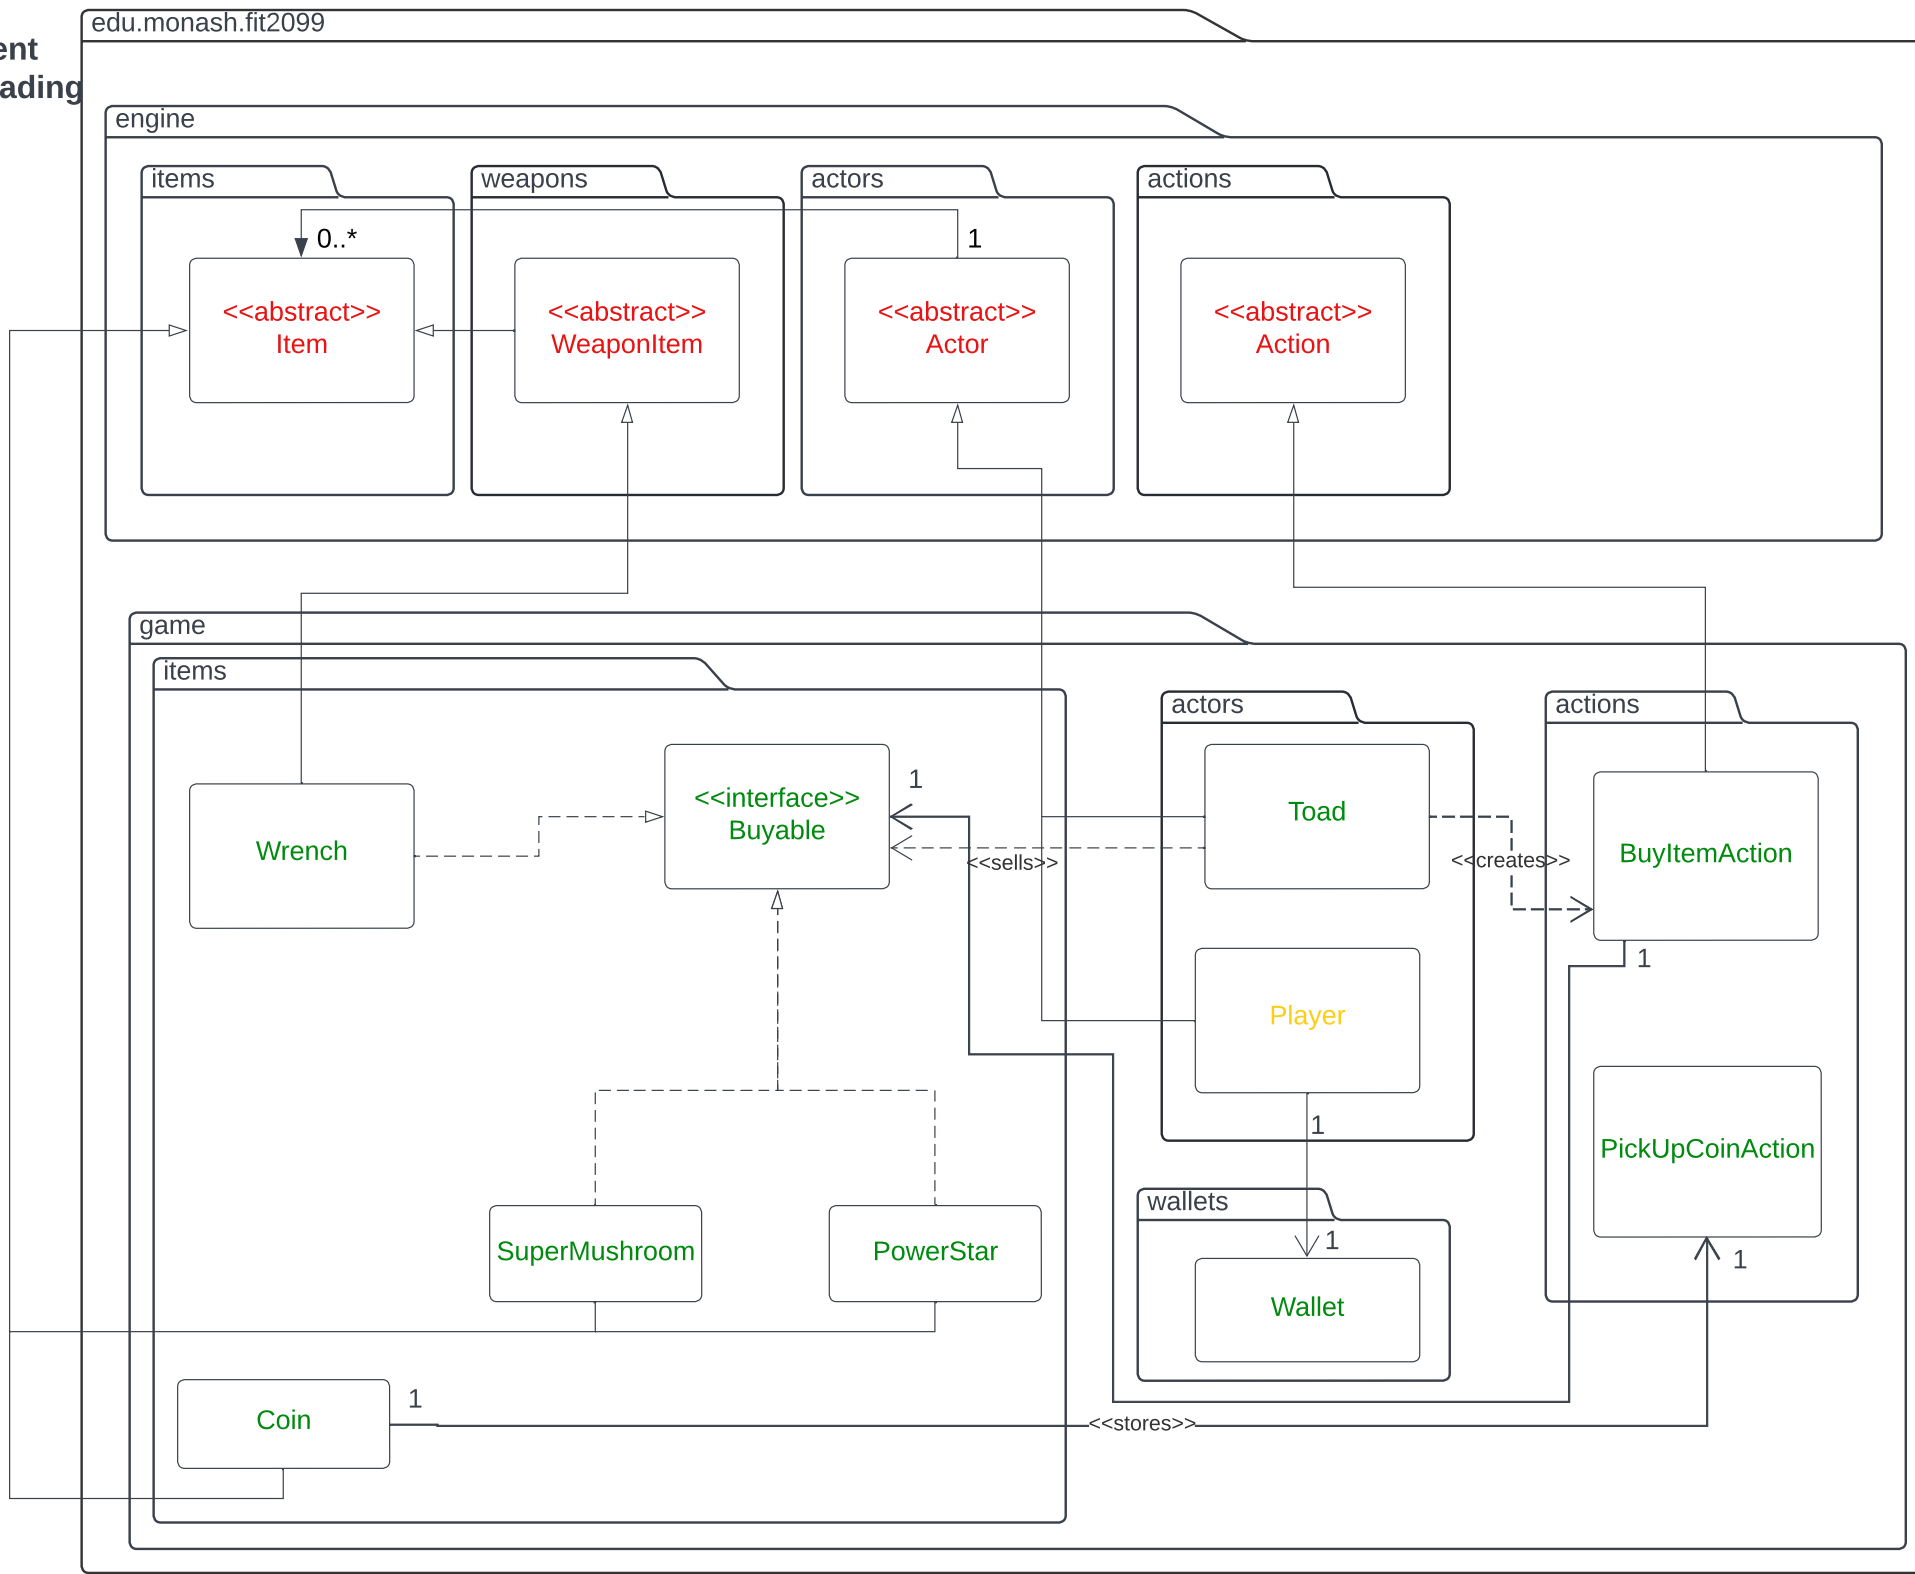 edu.monash.fit2099
ent
ading
engine
items
weapons
actors
actions
0..*
1
<<abstract>>
Item
<<abstract>>
WeaponItem
<<abstract>>
Actor
<<abstract>>
Action
game
items
actors
actions
Wrench
<<interface>>
Buyable
1
<<sells>>
Toad
<<creates>>
BuyItemAction
1
Player
1
PickUpCoinAction
1
wallets
1
Wallet
SuperMushroom
PowerStar
Coin
1
<<stores>>